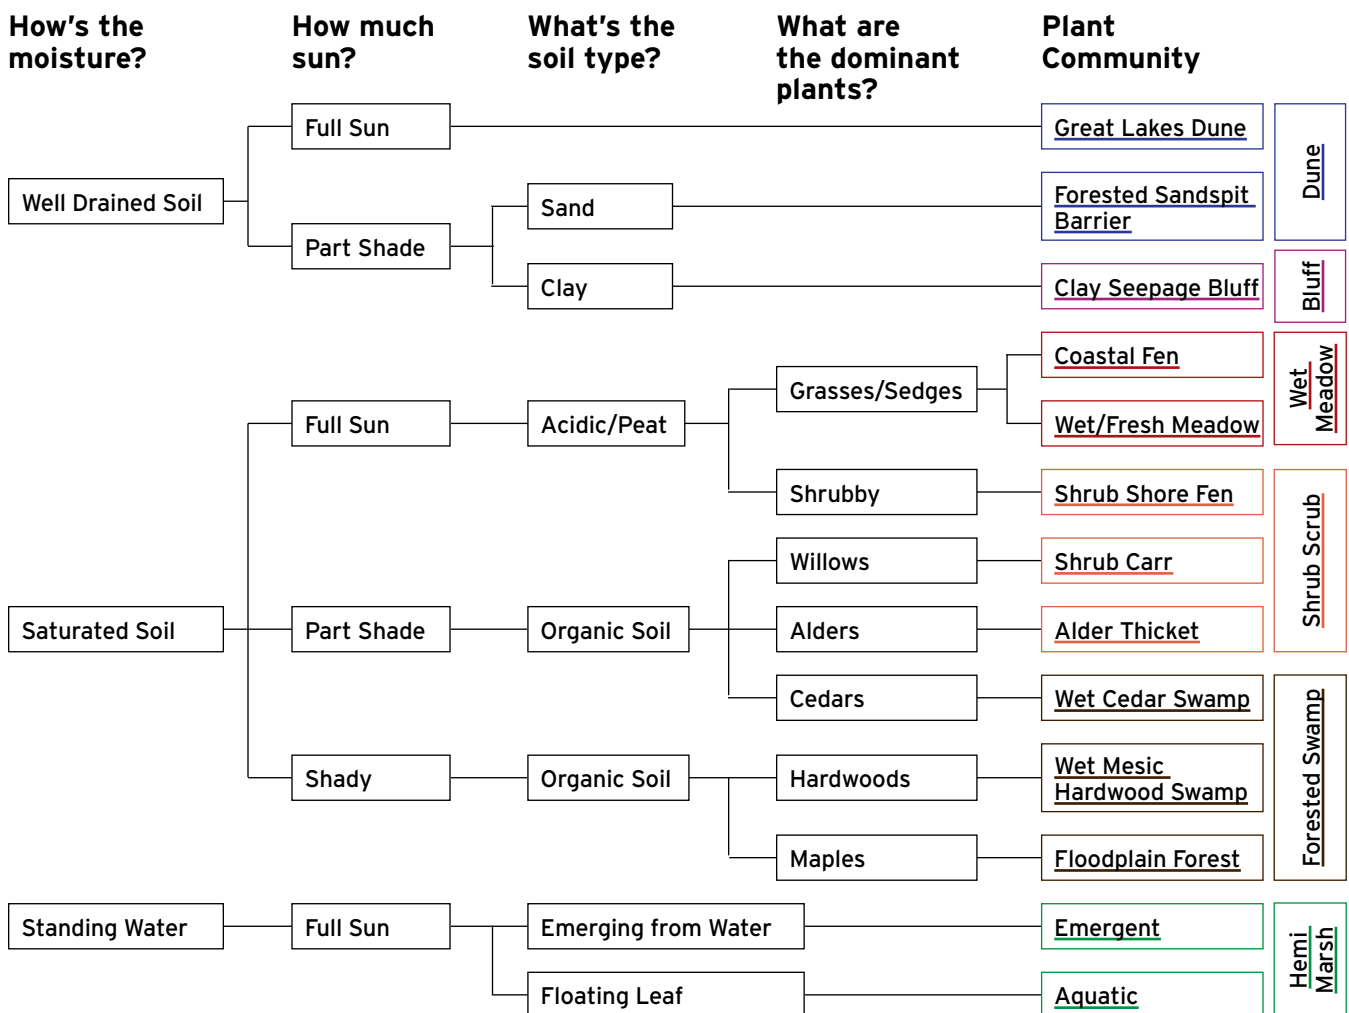 How's the
moisture?
How much
sun?
What's the
soil type?
What are
the dominant
plants?
Plant
Community
Full Sun
Great Lakes Dune
Dune
Well Drained Soil
Sand
Forested Sandspit
Barrier
Part Shade
Clay
Clay Seepage Bluff
Bluff
Coastal Fen
Wet
Meadow
Grasses/Sedges
Full Sun
Acidic/Peat
Wet/Fresh Meadow
Shrubby
Shrub Shore Fen
Shrub Scrub
Willows
Shrub Carr
Saturated Soil
Part Shade
Organic Soil
Alders
Alder Thicket
Cedars
Wet Cedar Swamp
Forested Swamp
Shady
Organic Soil
Hardwoods
Wet Mesic
Hardwood Swamp
Maples
Floodplain Forest
Standing Water
Full Sun
Emerging from Water
Emergent
Hemi
Marsh
Floating Leaf
Aquatic